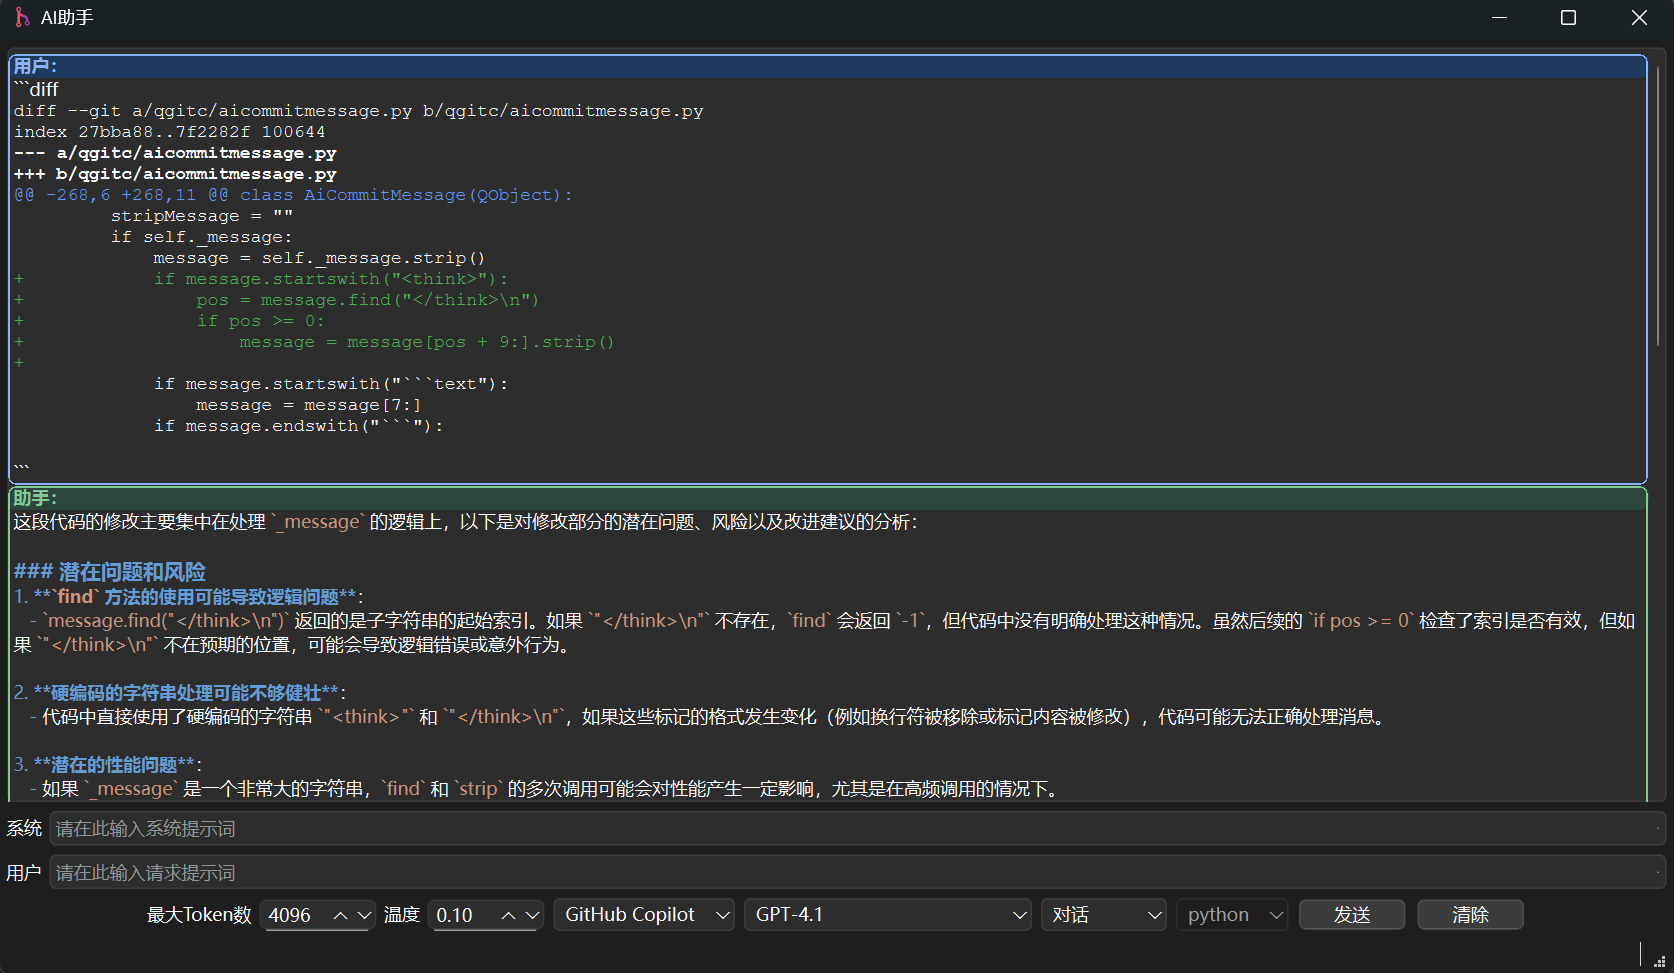 AI助手
用户：
```diff
diff --git a/qgitc/aicommitmessage.py b/qgitc/aicommitmessage.py
index 27bba88..7f2282f 100644
--- a/qgitc/aicommitmessage.py
+++ b/qgitc/aicommitmessage.py
@@ -268,6 +268,11 @@ class AiCommitMessage(QObject):
         stripMessage = ""
         if self._message:
             message = self._message.strip()
+            if message.startswith("<think>"):
+                pos = message.find("</think>\n")
+                if pos >= 0:
+                    message = message[pos + 9:].strip()
+
             if message.startswith("```text"):
                 message = message[7:]
             if message.endswith("```"):
```
助手：
这段代码的修改主要集中在处理 `_message` 的逻辑上，以下是对修改部分的潜在问题、风险以及改进建议的分析：
### 潜在问题和风险
1. **`find` 方法的使用可能导致逻辑问题**：
   - `message.find("</think>\n")` 返回的是子字符串的起始索引。如果 `"</think>\n"` 不存在，`find` 会返回 `-1`，但代码中没有明确处理这种情况。虽然后续的 `if pos >= 0` 检查了索引是否有效，但如
果 `"</think>\n"` 不在预期的位置，可能会导致逻辑错误或意外行为。
2. **硬编码的字符串处理可能不够健壮**：
   - 代码中直接使用了硬编码的字符串 `"<think>"` 和 `"</think>\n"`，如果这些标记的格式发生变化（例如换行符被移除或标记内容被修改），代码可能无法正确处理消息。
3. **潜在的性能问题**：
   - 如果 `_message` 是一个非常大的字符串，`find` 和 `strip` 的多次调用可能会对性能产生一定影响，尤其是在高频调用的情况下。
系统 请在此输入系统提示词
用户 请在此输入请求提示词
最大Token数 4096 温度 0.10 GitHub Copilot GPT-4.1 对话 python 发送 清除